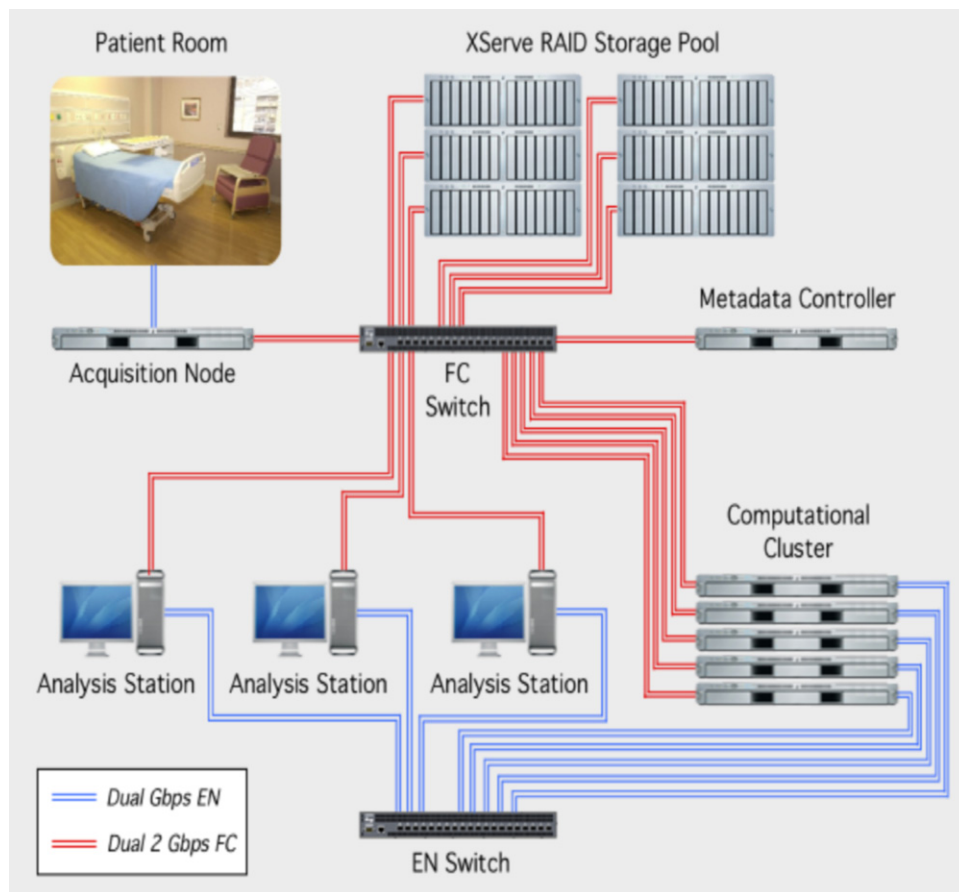 Patient Room
XServe RAID Storage Pool
Metadata Controller
Acquisition Node
FC
Switch
Computational
Cluster
Analysis Station
Analysis Station
Analysis Station
Dual Gbps EN
Dual 2 Gbps FC
EN Switch